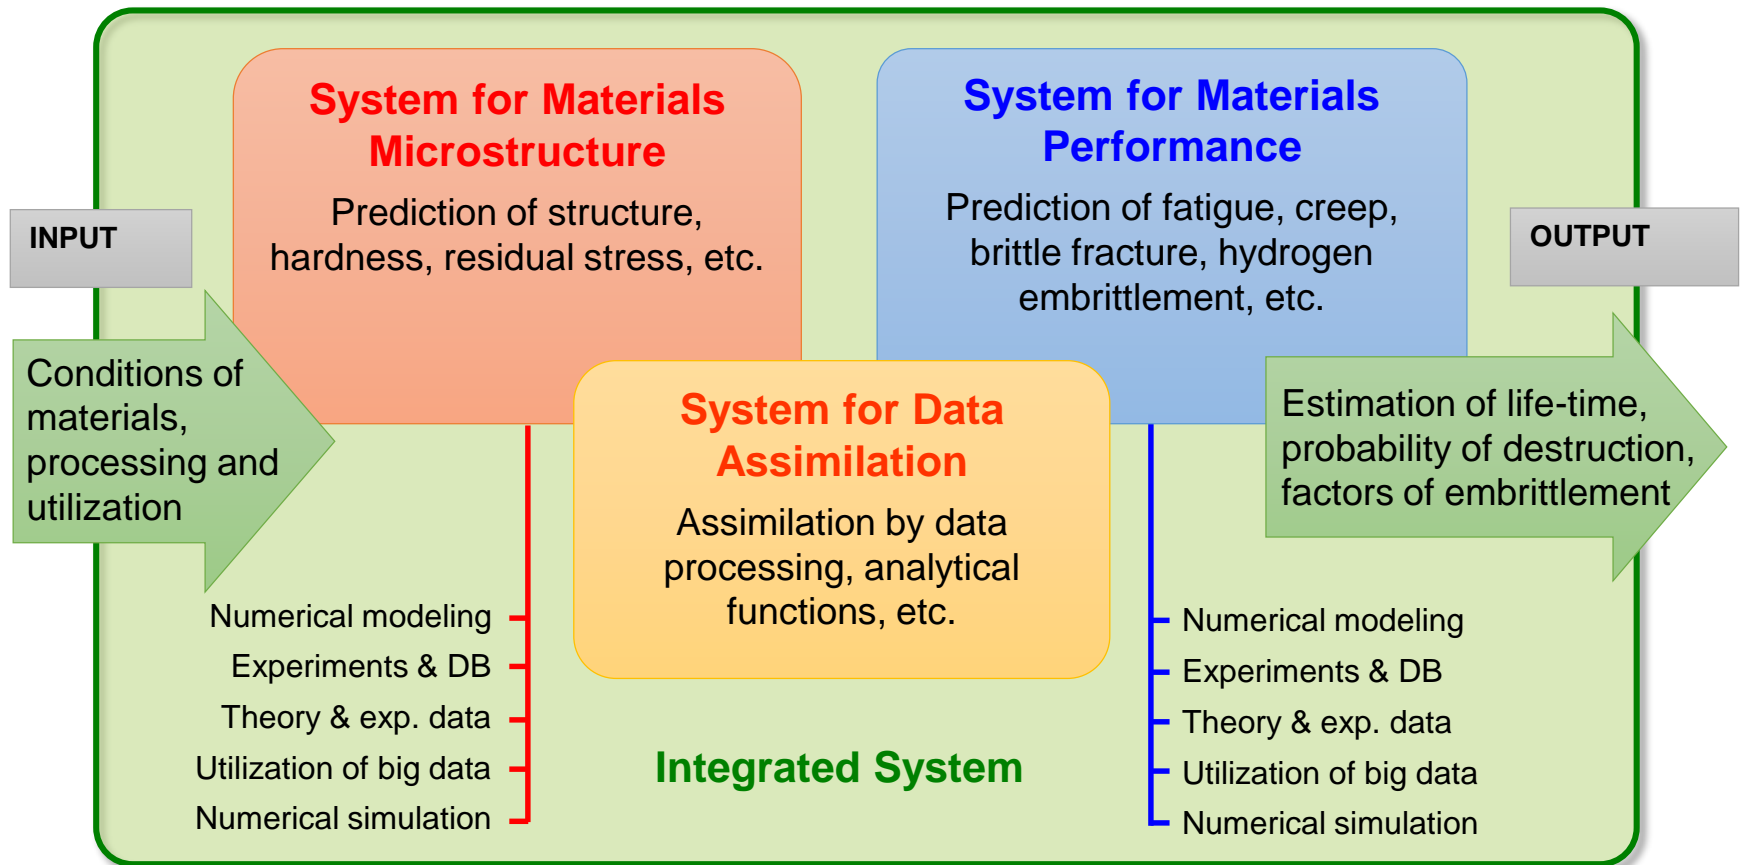 System for Materials
Microstructure
Prediction of structure,
hardness, residual stress, etc.
System for Materials
Performance
Prediction of fatigue, creep,
brittle fracture, hydrogen
embrittlement, etc.
INPUT
OUTPUT
Conditions of
materials,
processing and
utilization
System for Data
Assimilation
Assimilation by data
processing, analytical
functions, etc.
Estimation of life-time,
probability of destruction,
factors of embrittlement
Numerical modeling
Experiments & DB
Theory & exp. data
Utilization of big data
Numerical simulation
Integrated System
Numerical modeling
Experiments & DB
Theory & exp. data
Utilization of big data
Numerical simulation